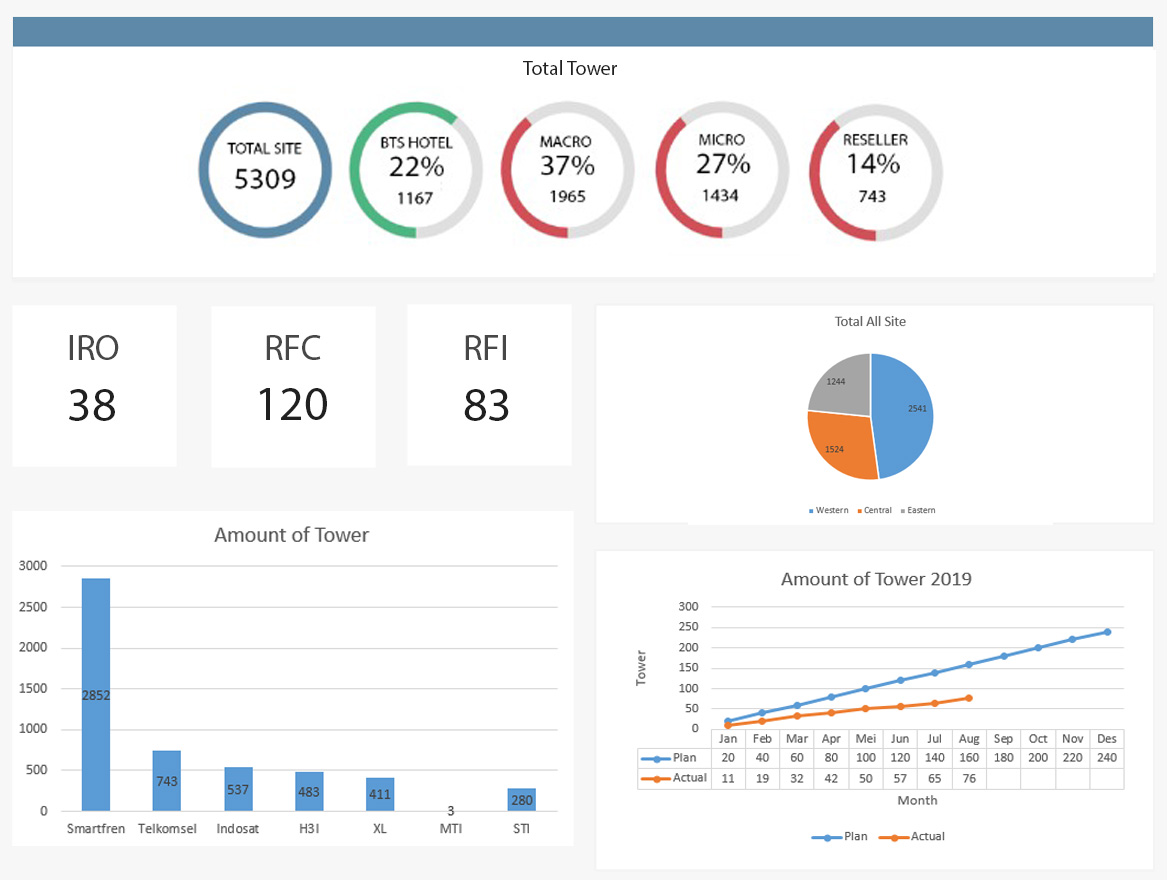 Total Tower
TOTAL SITE
5309
BTS HOTEL
22%
1167
MACRO
37%
1965
MICRO
27%
1434
RESELLER
14%
743
IRO
38
RFC
120
RFI
83
Total All Site
1244
2541
1524
Western Central Eastern
Amount of Tower
3000
2500
2000
1500
1000
500
0
2852
743
537
483
411
3
280
Smartfren Telkomsel Indosat H3I XL MTI STI
Amount of Tower 2019
Tower
300
250
200
150
100
50
0
Jan Feb Mar Apr Mei Jun Jul Aug Sep Oct Nov Des
Plan 20 40 60 80 100 120 140 160 180 200 220 240
Actual 11 19 32 42 50 57 65 76
Month
Plan Actual